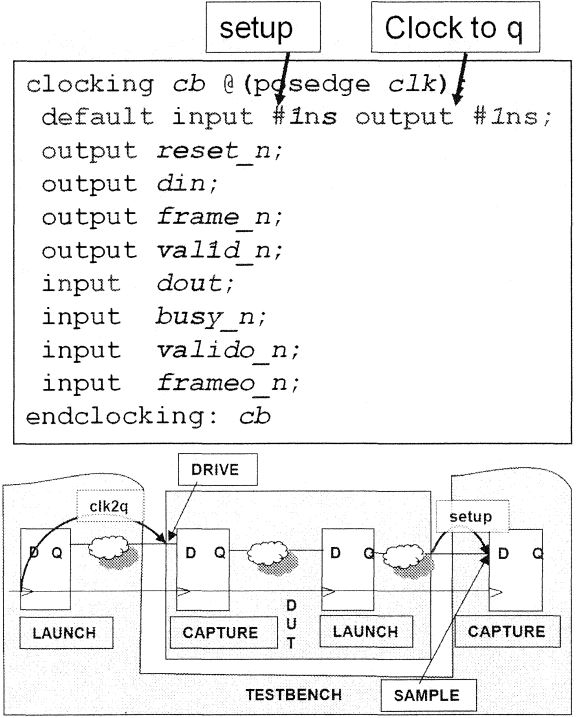 setup
Clock to q
clocking cb @(posedge clk);
default input #1ns output #1ns;
output reset_n;
output din;
output frame_n;
output valid_n;
input dout;
input busy_n;
input valido_n;
input frameo_n;
endclocking: cb
DRIVE
clk2q
setup
D Q
D Q
D Q
D Q
LAUNCH
CAPTURE
DUT
LAUNCH
CAPTURE
TESTBENCH
SAMPLE